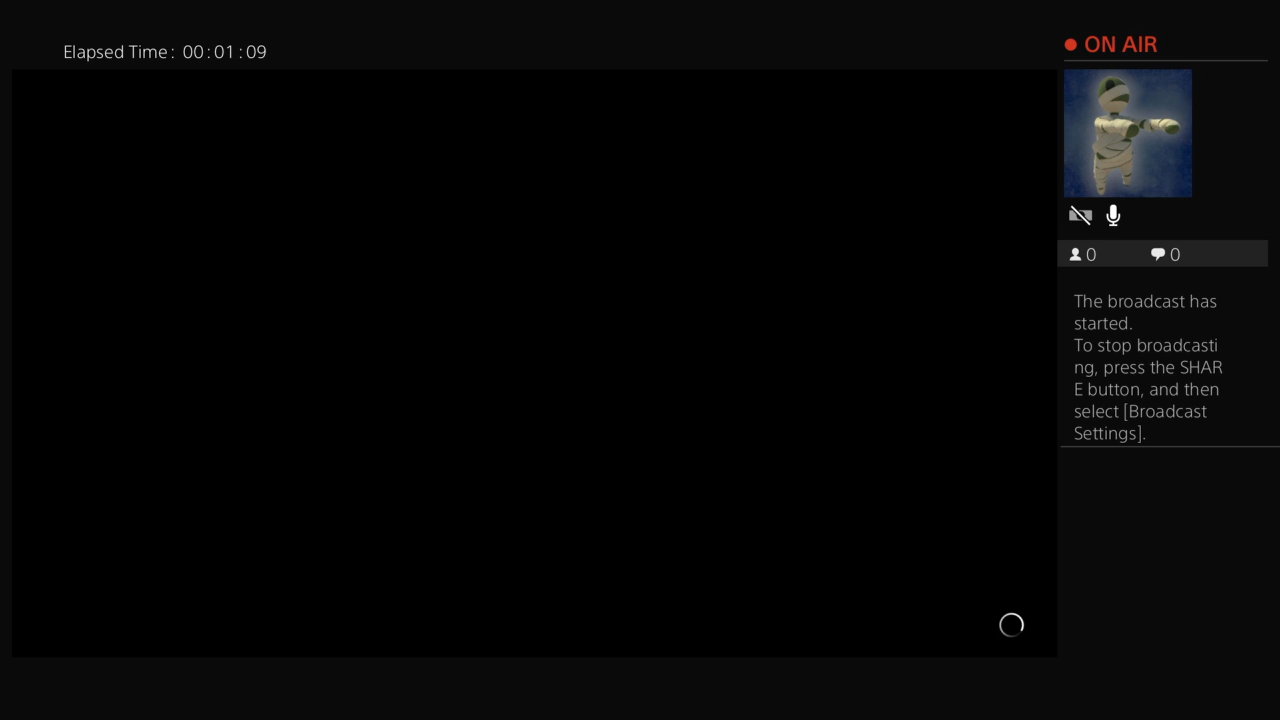 Elapsed Time: 00:01:09
ON AIR
0 0
The broadcast has
started.
To stop broadcasti
ng, press the SHAR
E button, and then
select [Broadcast
Settings].